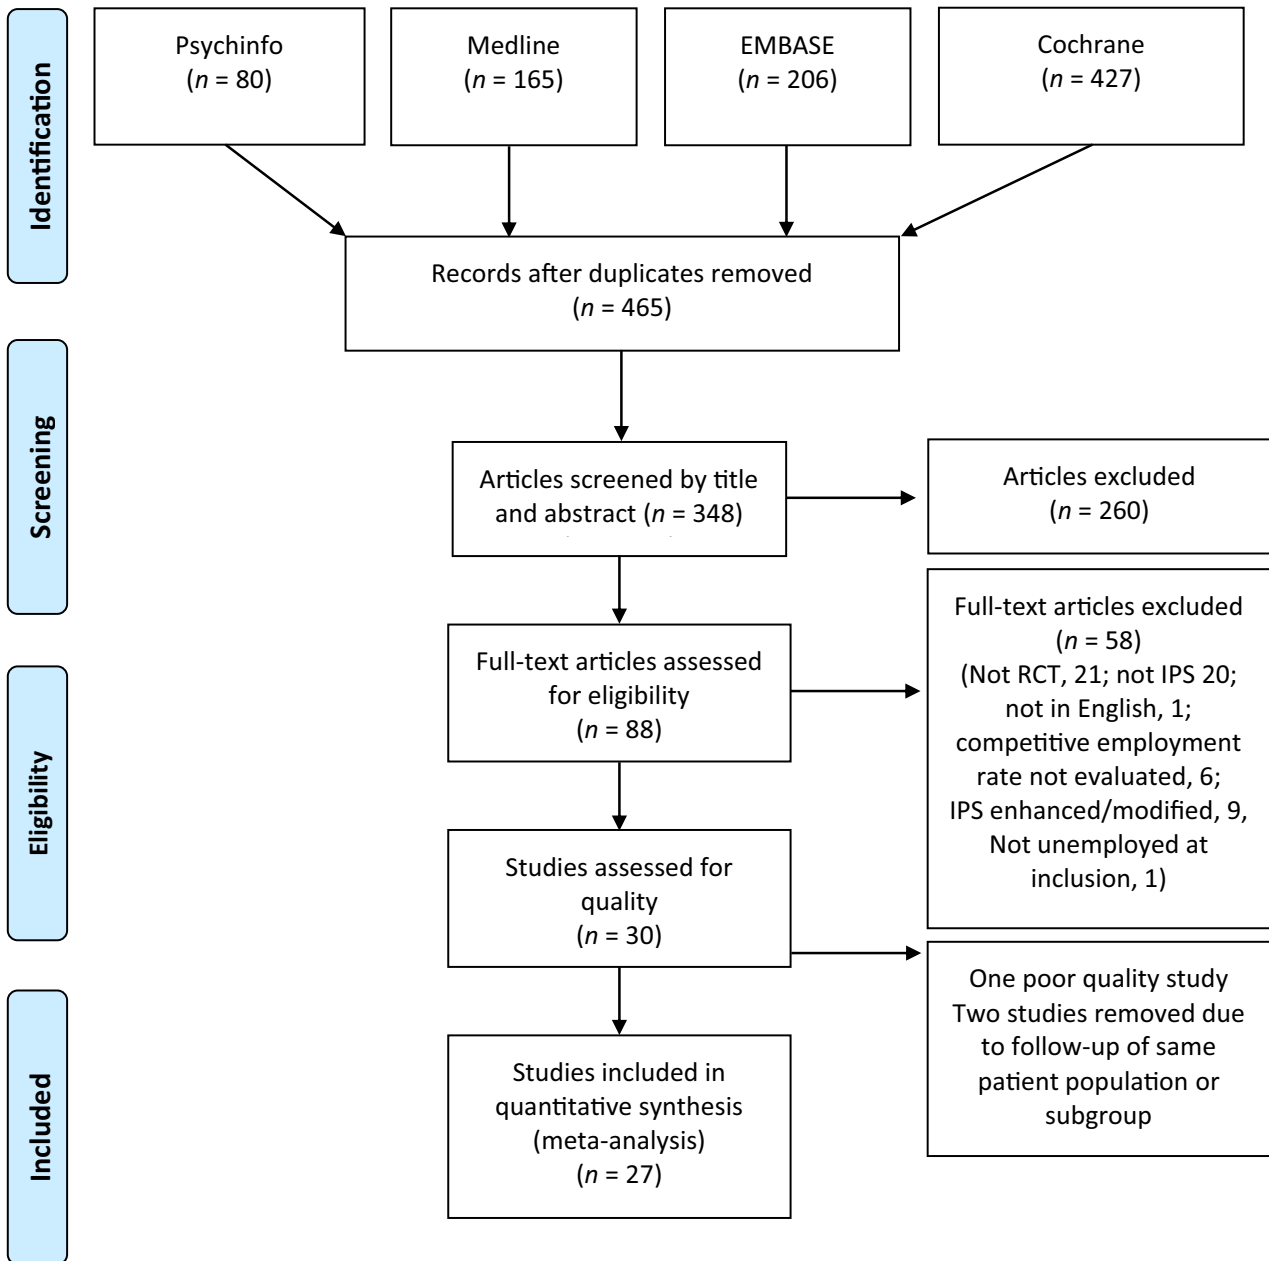 Identification
Psychinfo
(n = 80)
Medline
(n = 165)
EMBASE
(n = 206)
Cochrane
(n = 427)
Records after duplicates removed
(n = 465)
Screening
Articles screened by title
and abstract (n = 348)
Articles excluded
(n = 260)
Eligibility
Full-text articles assessed
for eligibility
(n = 88)
Full-text articles excluded
(n = 58)
(Not RCT, 21; not IPS 20;
not in English, 1;
competitive employment
rate not evaluated, 6;
IPS enhanced/modified, 9,
Not unemployed at
inclusion, 1)
Studies assessed for
quality
(n = 30)
One poor quality study
Two studies removed due
to follow-up of same
patient population or
subgroup
Included
Studies included in
quantitative synthesis
(meta-analysis)
(n = 27)